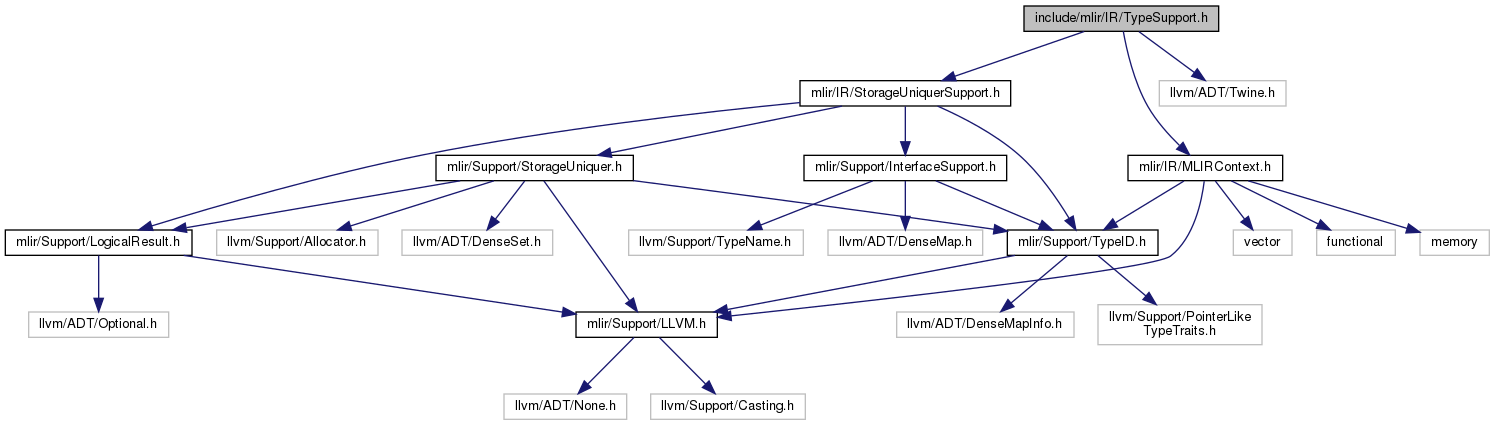 include/mlir/IR/TypeSupport.h
mlir/IR/StorageUniquerSupport.h
llvm/ADT/Twine.h
mlir/Support/StorageUniquer.h
mlir/Support/InterfaceSupport.h
mlir/IR/MLIRContext.h
mlir/Support/LogicalResult.h
llvm/Support/Allocator.h
llvm/ADT/DenseSet.h
llvm/Support/TypeName.h
llvm/ADT/DenseMap.h
mlir/Support/TypeID.h
vector
functional
memory
llvm/ADT/Optional.h
mlir/Support/LLVM.h
llvm/ADT/DenseMapInfo.h
llvm/Support/PointerLike
TypeTraits.h
llvm/ADT/None.h
llvm/Support/Casting.h